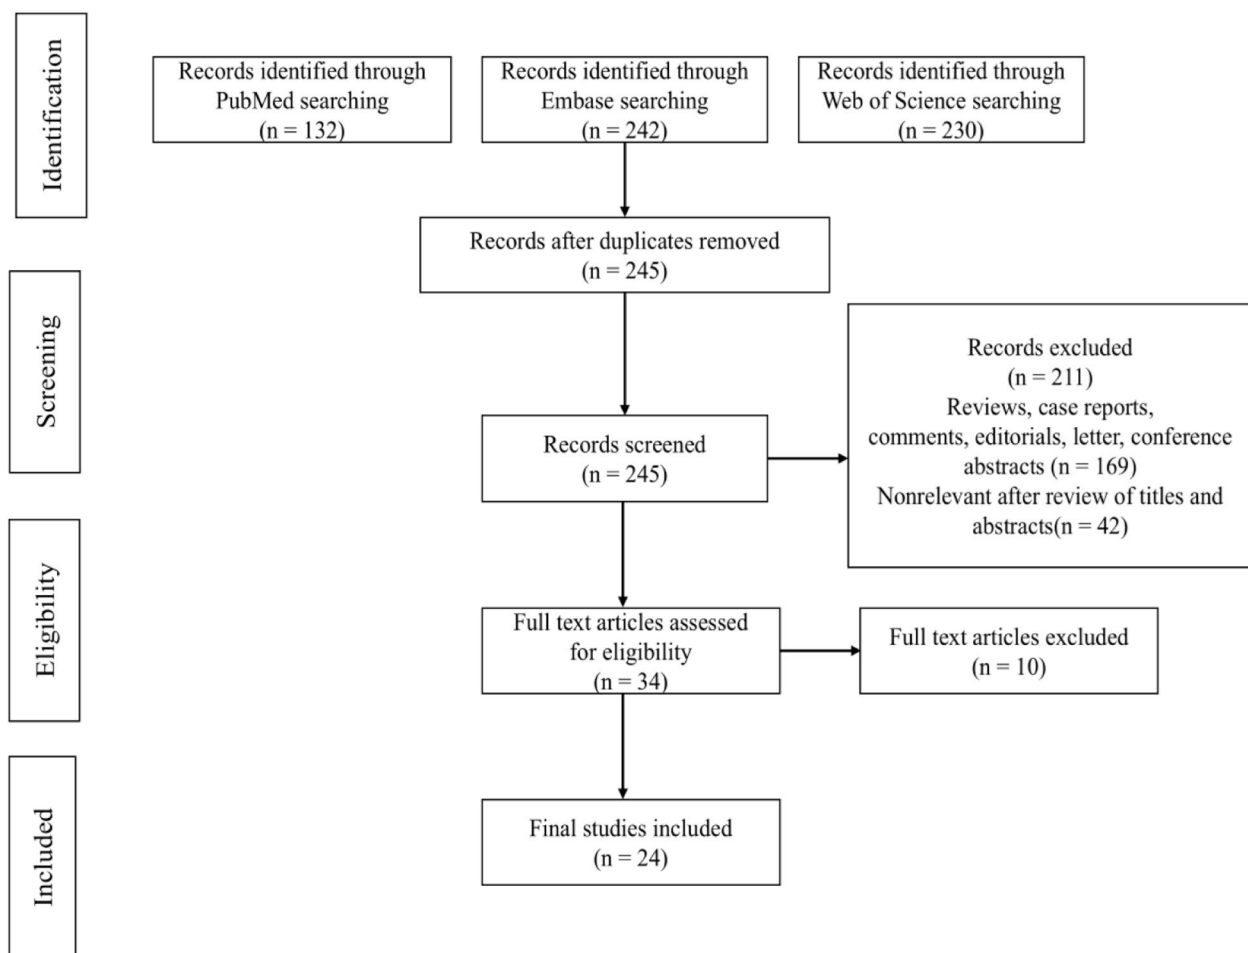 Identification
Records identified through
PubMed searching
(n = 132)
Records identified through
Embase searching
(n = 242)
Records identified through
Web of Science searching
(n = 230)
Records after duplicates removed
(n = 245)
Screening
Records excluded
(n = 211)
Reviews, case reports,
comments, editorials, letter, conference
abstracts (n = 169)
Nonrelevant after review of titles and
abstracts(n = 42)
Records screened
(n = 245)
Eligibility
Full text articles assessed
for eligibility
(n = 34)
Full text articles excluded
(n = 10)
Included
Final studies included
(n = 24)